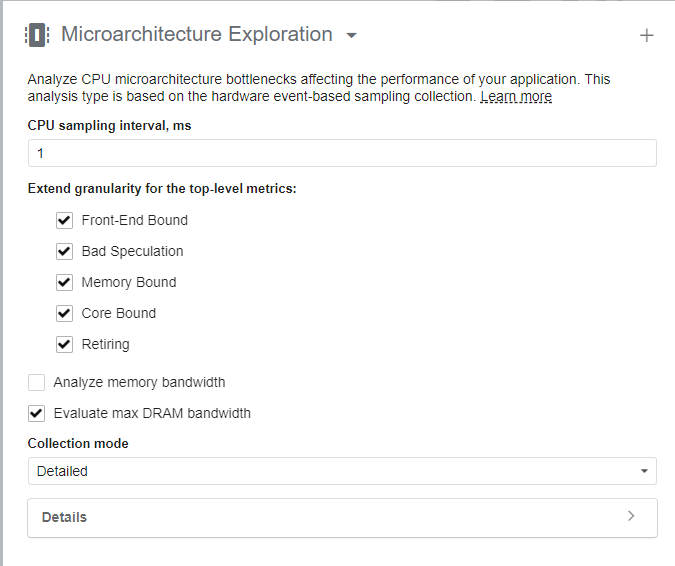 Microarchitecture Exploration
Analyze CPU microarchitecture bottlenecks affecting the performance of your application. This
analysis type is based on the hardware event-based sampling collection. Learn more
CPU sampling interval, ms
1
Extend granularity for the top-level metrics:
Front-End Bound
Bad Speculation
Memory Bound
Core Bound
Retiring
Analyze memory bandwidth
Evaluate max DRAM bandwidth
Collection mode
Detailed
Details